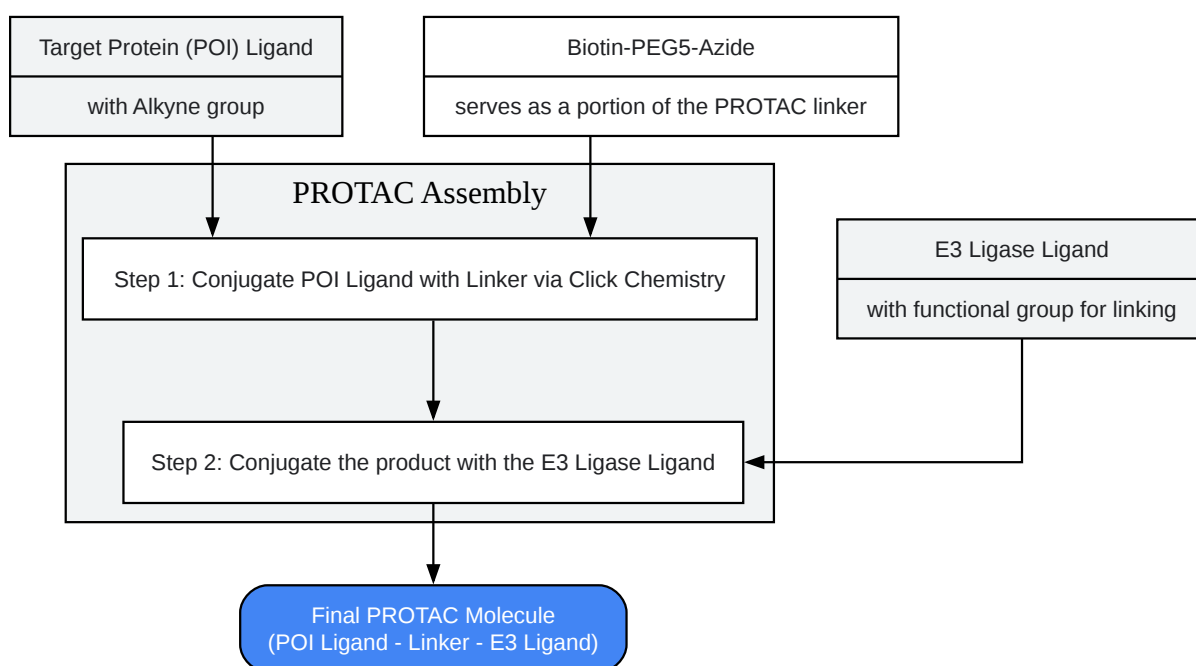 Target Protein (POI) Ligand
with Alkyne group
Biotin-PEG5-Azide
serves as a portion of the PROTAC linker
PROTAC Assembly
Step 1: Conjugate POI Ligand with Linker via Click Chemistry
E3 Ligase Ligand
with functional group for linking
Step 2: Conjugate the product with the E3 Ligase Ligand
Final PROTAC Molecule
(POI Ligand - Linker - E3 Ligand)